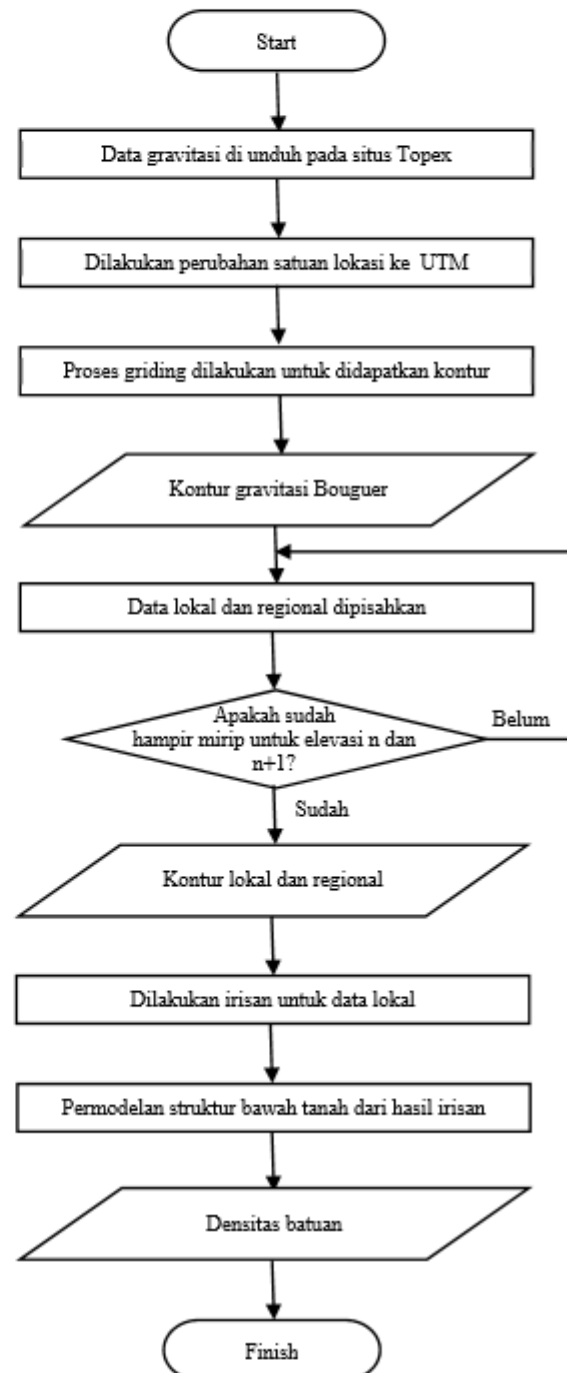 Start
Data gravitasi di unduh pada situs Topex
Dilakukan perubahan satuan lokasi ke UTM
Proses griding dilakukan untuk didapatkan kontur
Kontur gravitasi Bouguer
Data lokal dan regional dipisahkan
Apakah sudah
hampir mirip untuk elevasi n dan
n+1?
Belum
Sudah
Kontur lokal dan regional
Dilakukan irisan untuk data lokal
Permodelan struktur bawah tanah dari hasil irisan
Densitas batuan
Finish